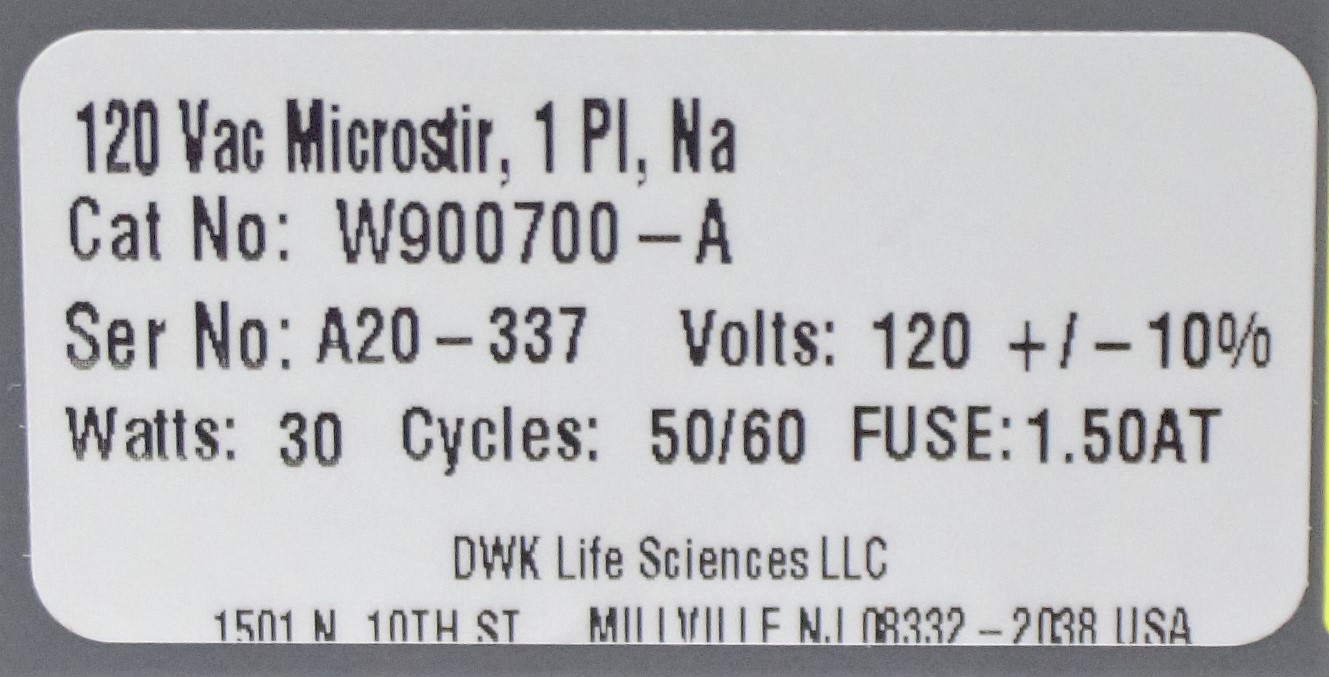 120 Vac Microstir, 1 Pl, Na
Cat No: W900700-A
Ser No: A20-337 Volts: 120 +/-10%
Watts: 30 Cycles: 50/60 FUSE: 1.50AT
DWK Life Sciences LLC
1501 N 10TH ST MILLVILLE NJ 08332-2038 USA